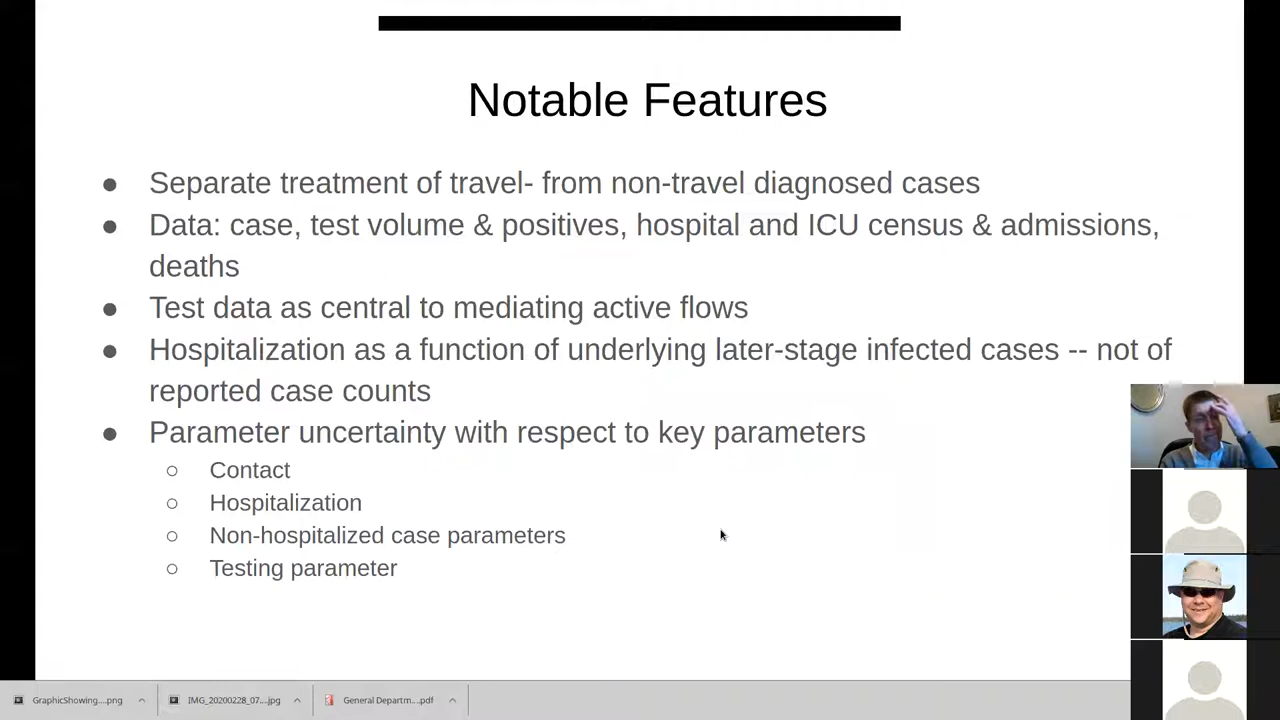 Notable Features
● Separate treatment of travel- from non-travel diagnosed cases
● Data: case, test volume & positives, hospital and ICU census & admissions,
deaths
● Test data as central to mediating active flows
● Hospitalization as a function of underlying later-stage infected cases -- not of
reported case counts
● Parameter uncertainty with respect to key parameters
○ Contact
○ Hospitalization
○ Non-hospitalized case parameters
○ Testing parameter
GraphicShowing....png
IMG_20200228_07....jpg
General Departm....pdf